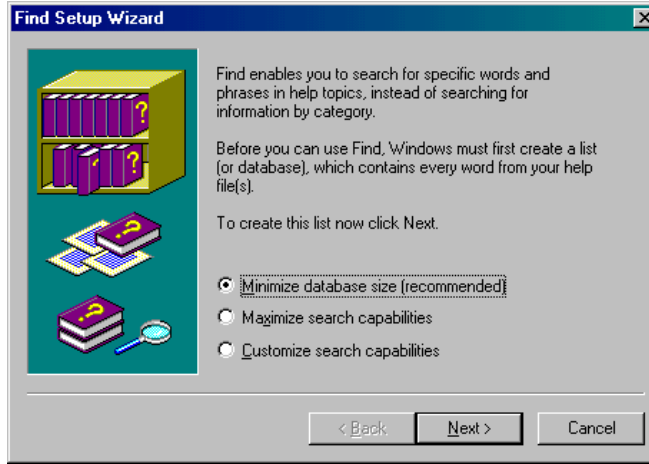 Find Setup Wizard
Find enables you to search for specific words and
phrases in help topics, instead of searching for
information by category.
Before you can use Find, Windows must first create a list
(or database), which contains every word from your help
file(s).
To create this list now click Next.
Minimize database size (recommended)
Maximize search capabilities
Customize search capabilities
< Back
Next >
Cancel